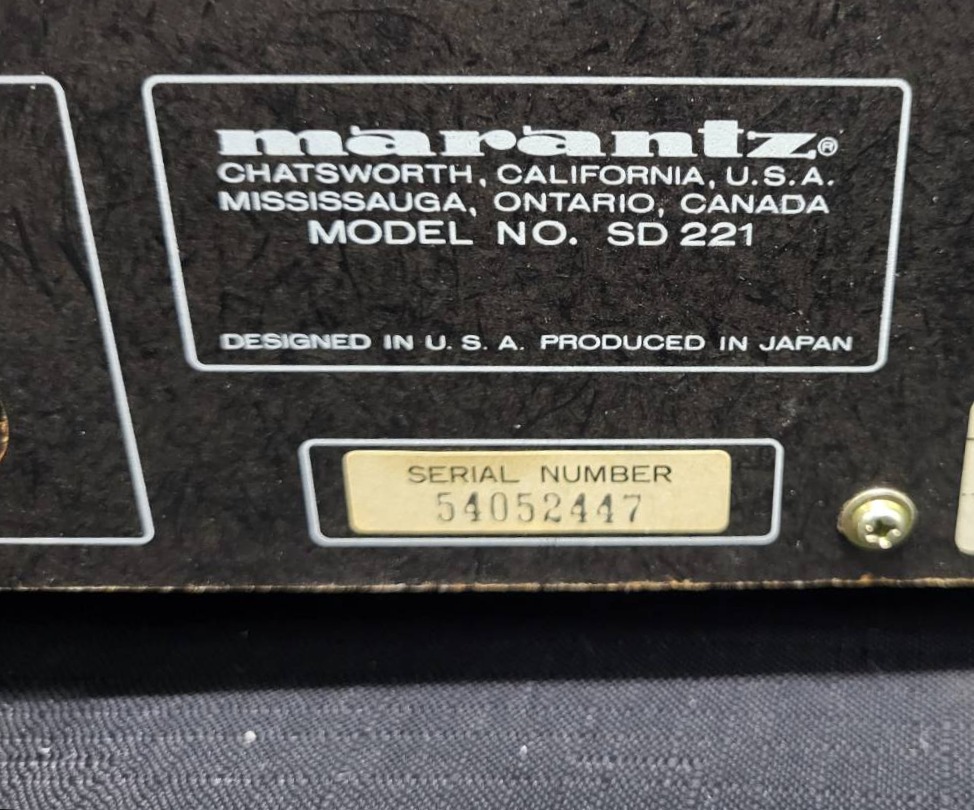 marantz®
CHATSWORTH, CALIFORNIA, U.S.A.
MISSISSAUGA, ONTARIO, CANADA
MODEL NO. SD 221
DESIGNED IN U.S.A. PRODUCED IN JAPAN
SERIAL NUMBER
54052447